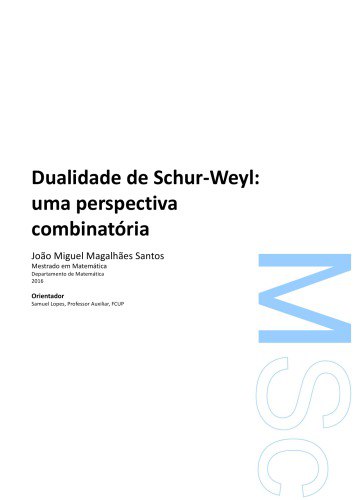 Dualidade de Schur-Weyl:
uma perspectiva
combinatória
João Miguel Magalhães Santos
Mestrado em Matemática
Departamento de Matemática
2016
Orientador
Samuel Lopes, Professor Auxiliar, FCUP
MSc